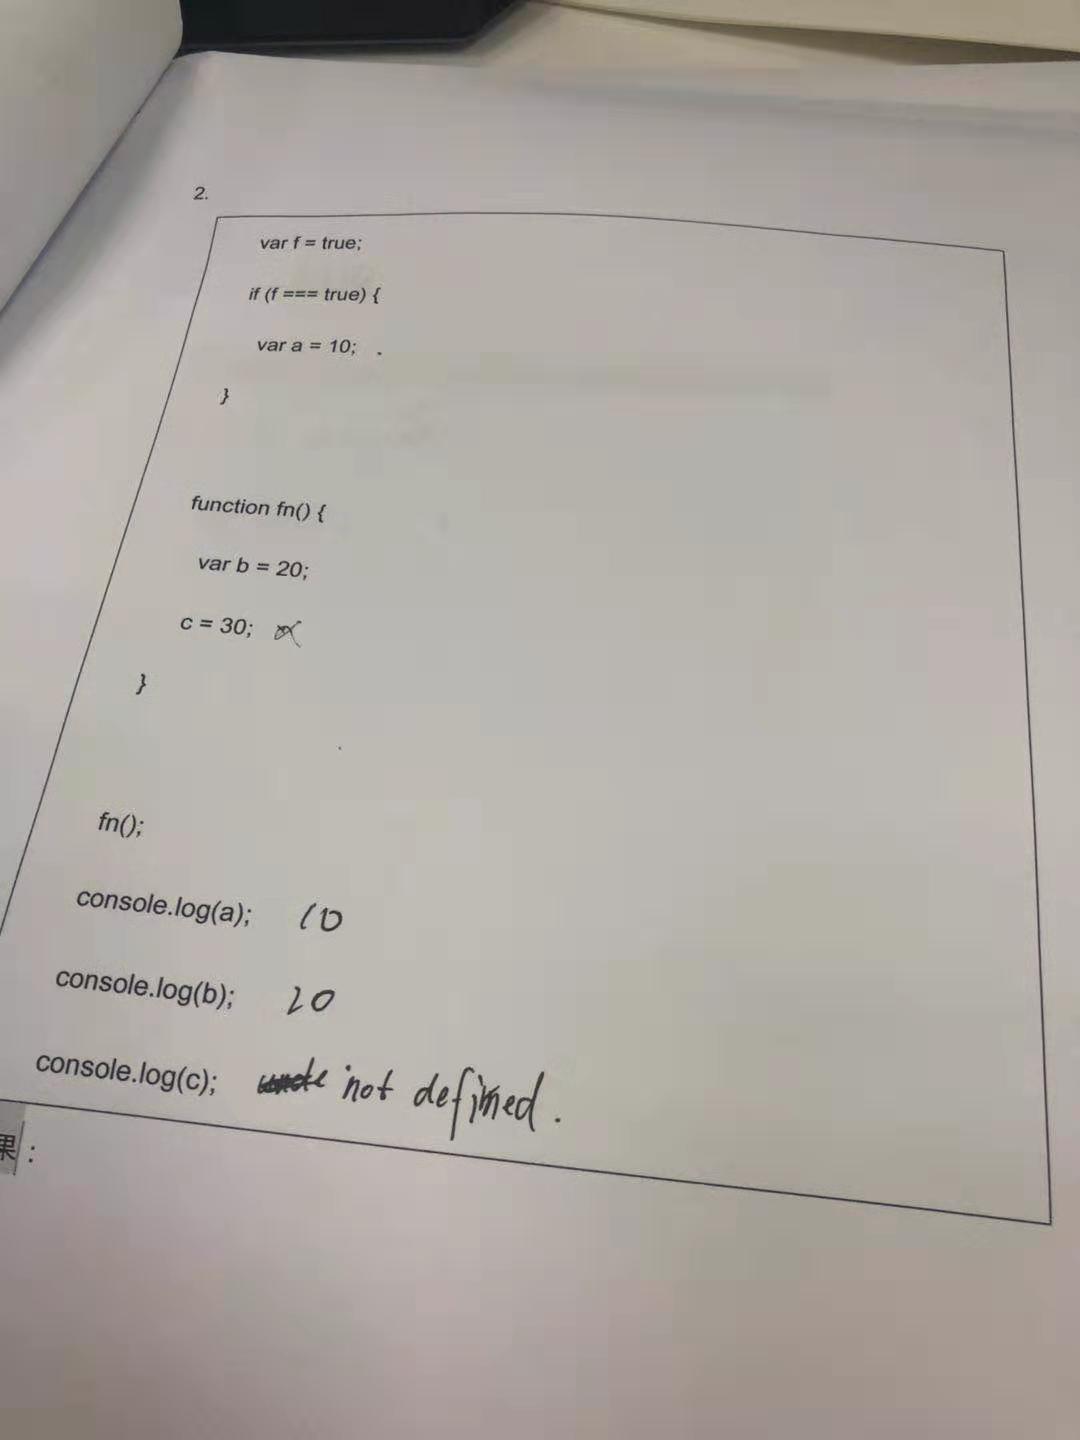 2.
var f = true;
if (f === true) {
var a = 10;
}
function fn() {
var b = 20;
c = 30;
}
fn();
console.log(a); 10
console.log(b); 20
console.log(c); not defined.
果：